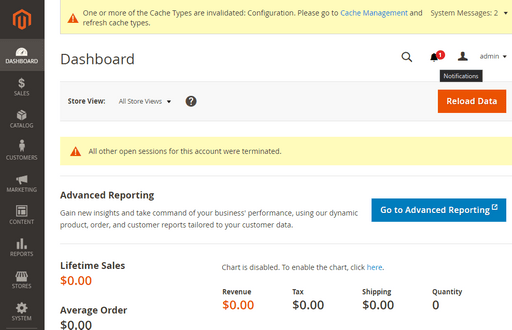 One or more of the Cache Types are invalidated: Configuration. Please go to Cache Management and
refresh cache types.
System Messages: 2
Dashboard
1
admin
Notifications
Store View:
All Store Views
?
Reload Data
All other open sessions for this account were terminated.
Advanced Reporting
Gain new insights and take command of your business' performance, using our dynamic
product, order, and customer reports tailored to your customer data.
Go to Advanced Reporting
Lifetime Sales
$0.00
Average Order
$0.00
Chart is disabled. To enable the chart, click here.
Revenue
Tax
Shipping
Quantity
$0.00
$0.00
$0.00
0
DASHBOARD
$
SALES
CATALOG
CUSTOMERS
MARKETING
CONTENT
REPORTS
STORES
SYSTEM